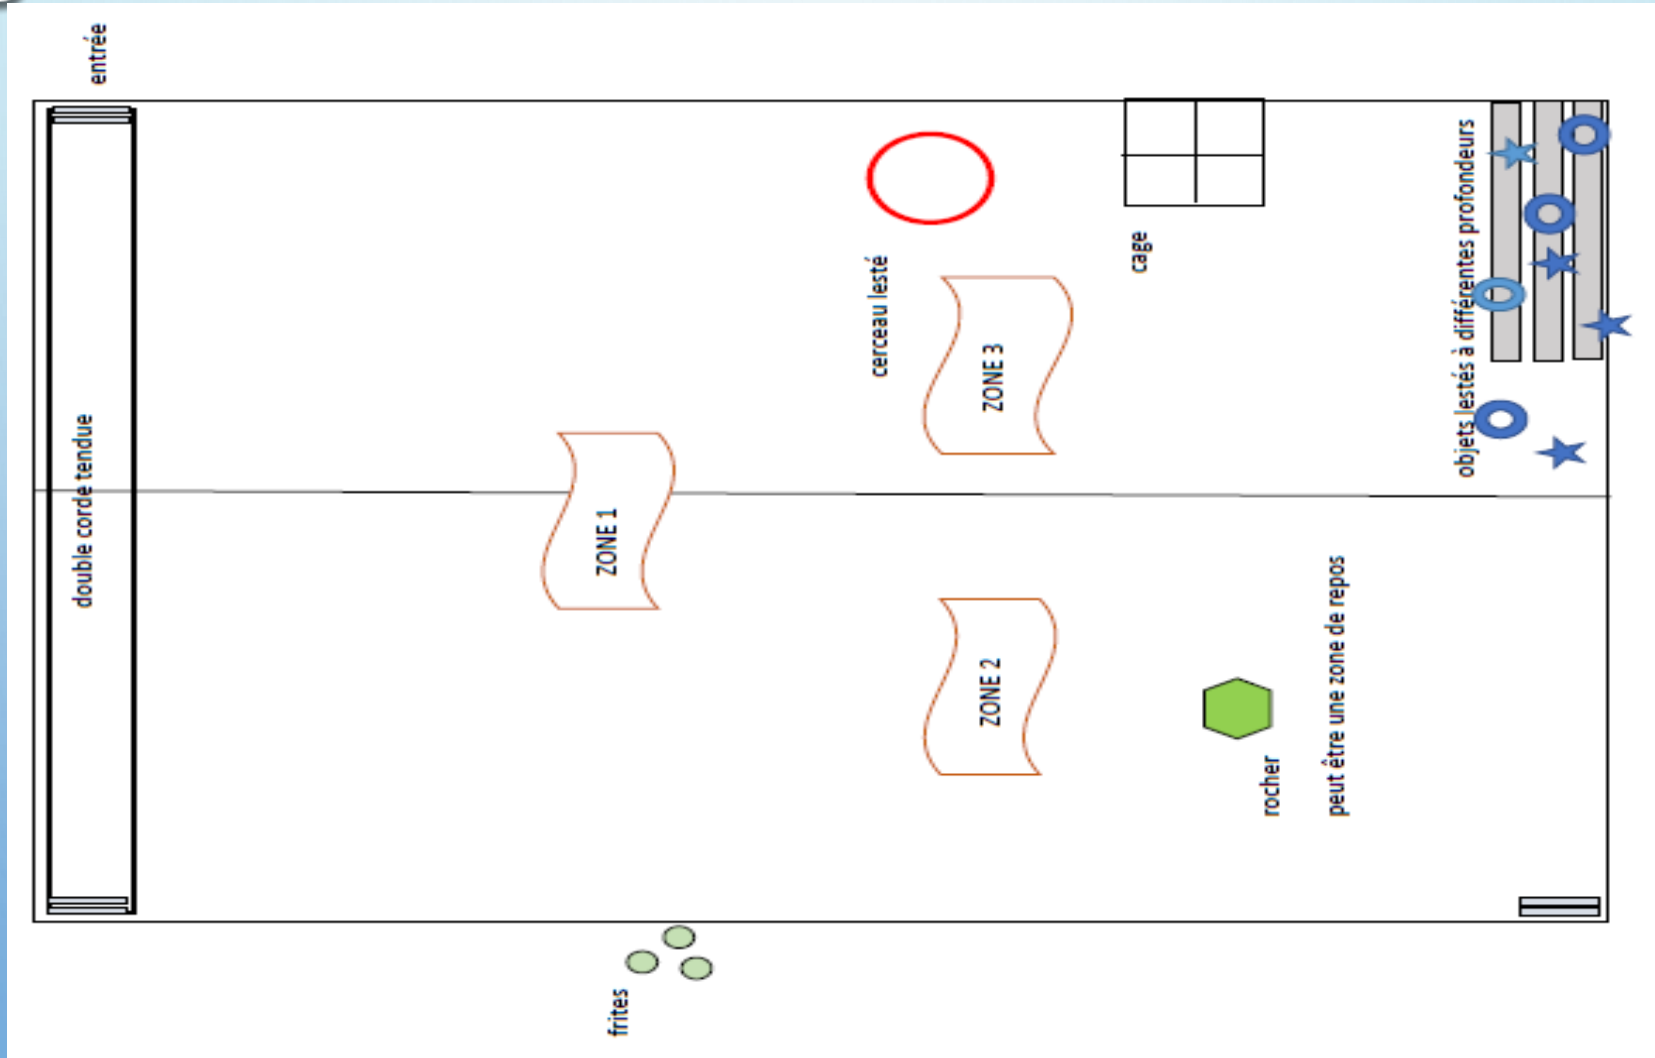 entrée
double corde tendue
ZONE 1
cerceau lesté
ZONE 3
cage
objets lestés à différentes profondeurs
ZONE 2
rocher
peut être une zone de repos
frites